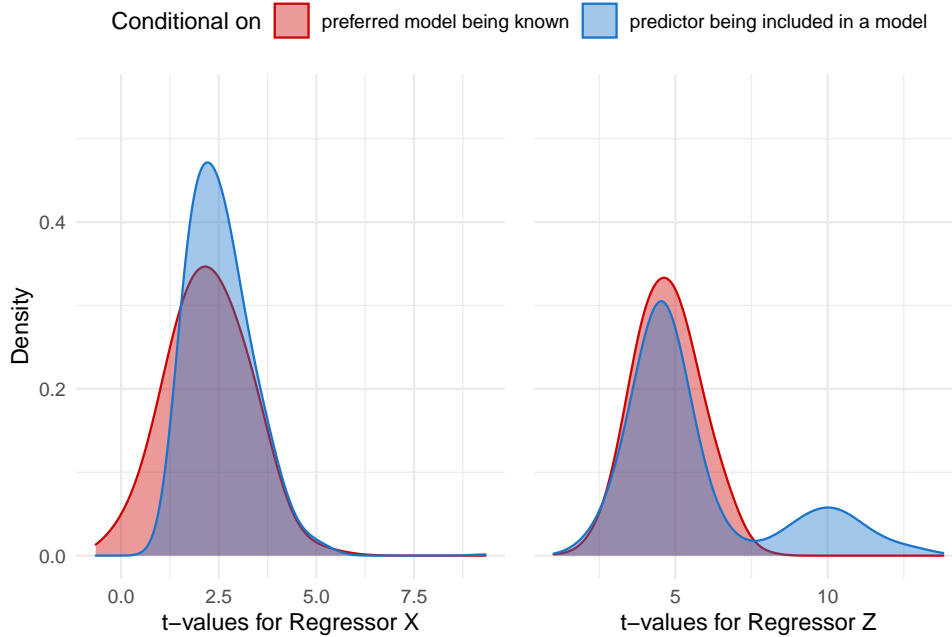 Conditional on preferred model being known predictor being included in a model
Density
0.4
0.2
0.0
0.0 2.5 5.0 7.5
5 10
t−values for Regressor X
t−values for Regressor Z